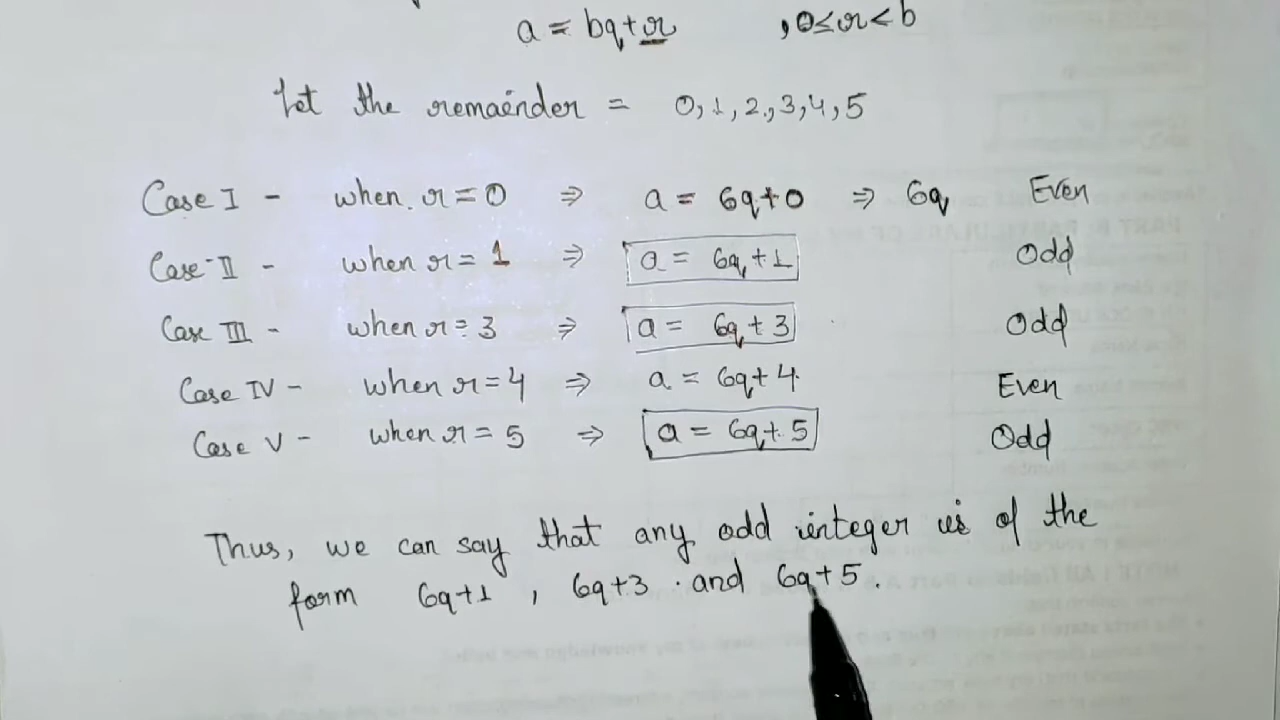 a = bq+r , 0≤r<b
Let the remainder = 0, 1, 2, 3, 4, 5
Case I - when r = 0 ⇒ a = 6q+0 ⇒ 6q Even
Case II - when r = 1 ⇒ a = 6q+1 Odd
Case III - when r = 3 ⇒ a = 6q+3 Odd
Case IV - when r = 4 ⇒ a = 6q+4 Even
Case V - when r = 5 ⇒ a = 6q+5 Odd
Thus, we can say that any odd integer is of the
form 6q+1 , 6q+3 . and 6q+5 .